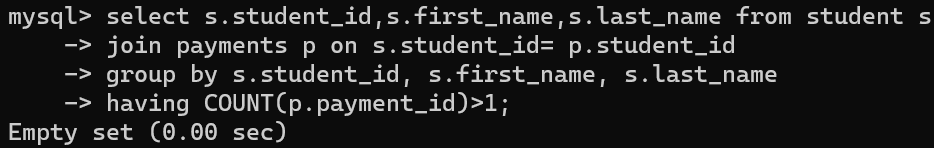 mysql> select s.student_id,s.first_name,s.last_name from student s
    -> join payments p on s.student_id= p.student_id
    -> group by s.student_id, s.first_name, s.last_name
    -> having COUNT(p.payment_id)>1;
Empty set (0.00 sec)